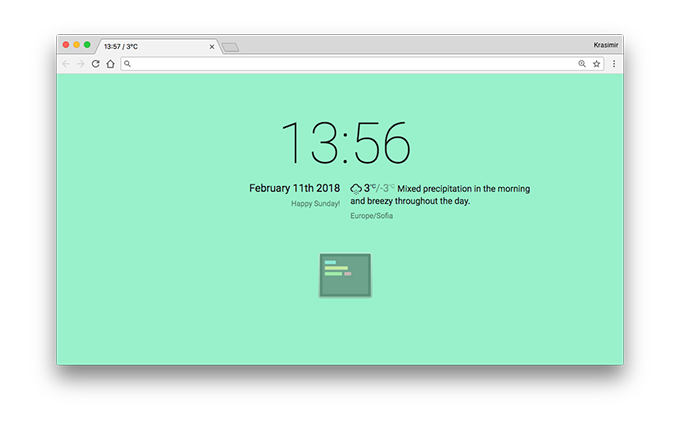 13:57 / 3°C
Krasimir
13:56
February 11th 2018
Happy Sunday!
3°C/-3°C Mixed precipitation in the morning
and breezy throughout the day.
Europe/Sofia